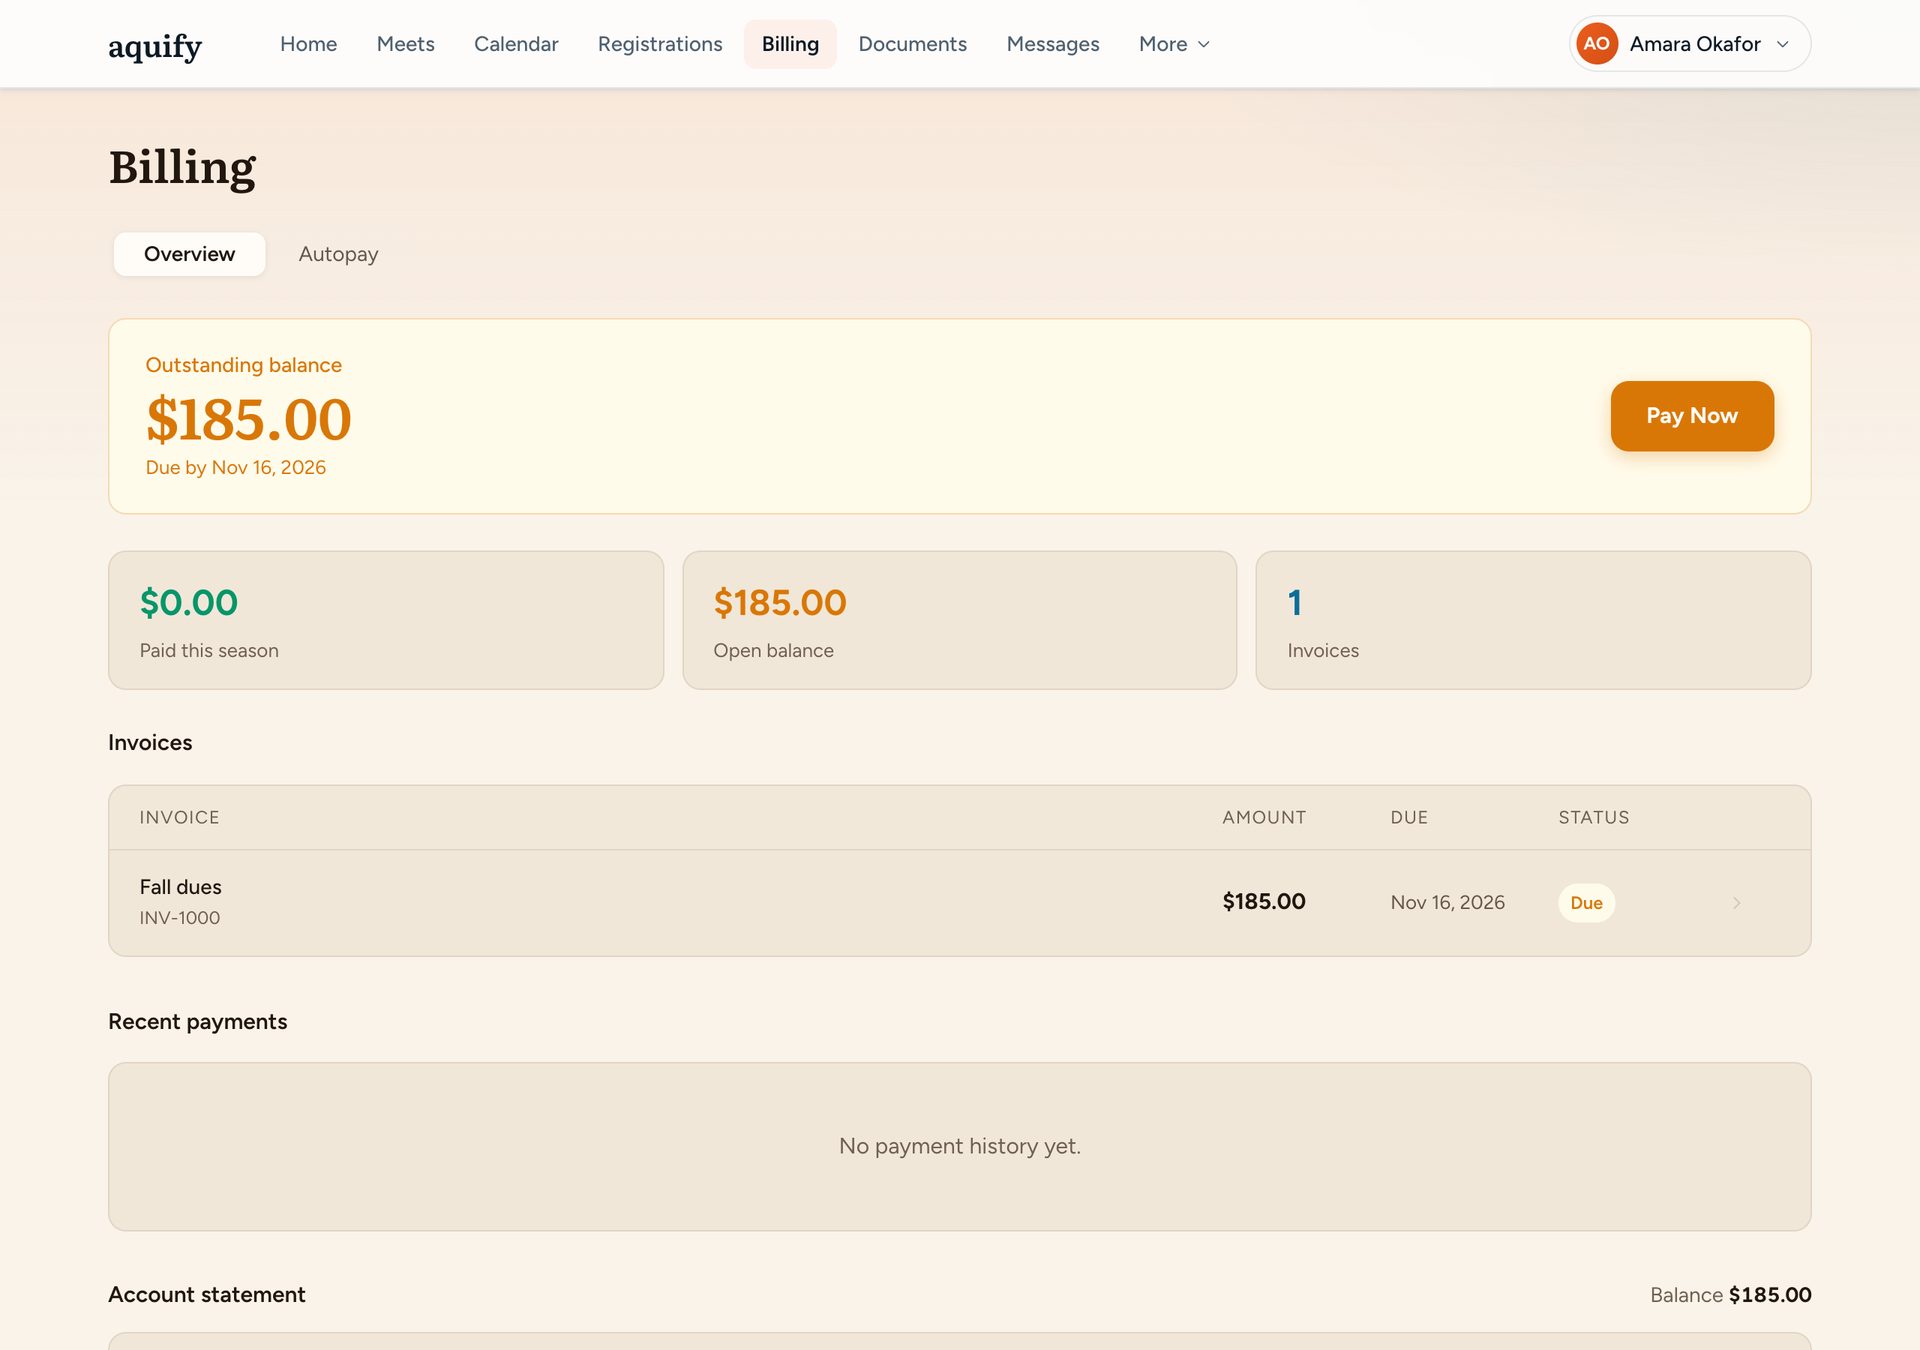 aquify
Home
Meets
Calendar
Registrations
Billing
Documents
Messages
More
AO
Amara Okafor
Billing
Overview
Autopay
Outstanding balance
$185.00
Due by Nov 16, 2026
Pay Now
$0.00
Paid this season
$185.00
Open balance
1
Invoices
Invoices
INVOICE
AMOUNT
DUE
STATUS
Fall dues
INV-1000
$185.00
Nov 16, 2026
Due
Recent payments
No payment history yet.
Account statement
Balance $185.00